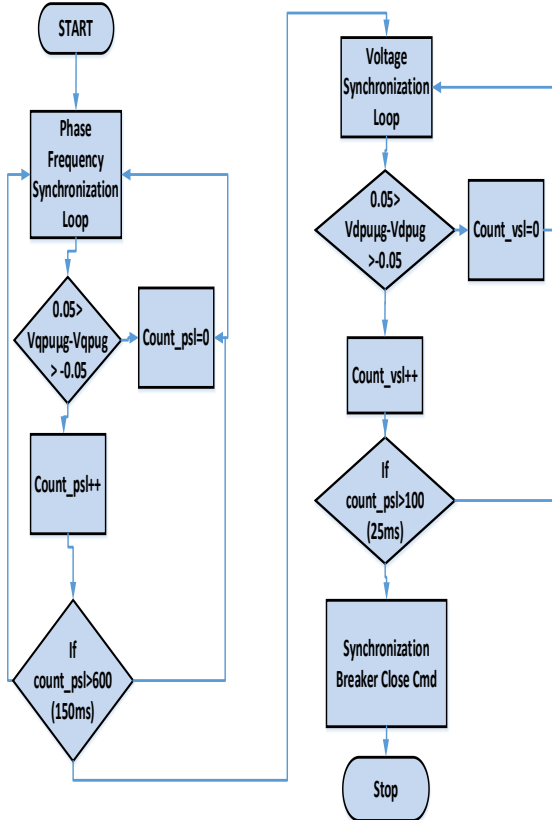 START
Phase
Frequency
Synchronization
Loop
0.05>
Vqpuμg-Vqpug
> -0.05
Count_psl=0
Count_psl++
If
count_psl>600
(150ms)
Voltage
Synchronization
Loop
0.05>
Vdpuμg-Vdpug
>-0.05
Count_vsl=0
Count_vsl++
If
count_psl>100
(25ms)
Synchronization
Breaker Close Cmd
Stop